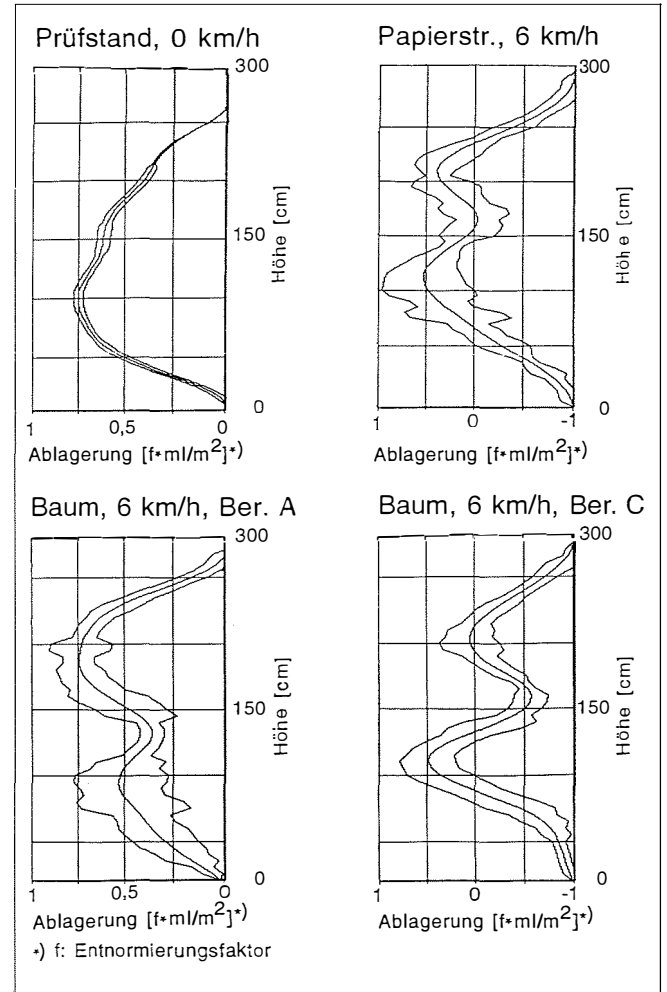 Prüfstand, 0 km/h
300
150
Höhe [cm]
0
1 0,5 0
Ablagerung [f*ml/m²]*)
Papierstr., 6 km/h
300
150
Höhe [cm]
0
1 0 -1
Ablagerung [f*ml/m²]*)
Baum, 6 km/h, Ber. A
300
150
Höhe [cm]
0
1 0,5 0
Ablagerung [f*ml/m²]*)
*) f: Entnormierungsfaktor
Baum, 6 km/h, Ber. C
300
150
Höhe [cm]
0
1 0 -1
Ablagerung [f*ml/m²]*)